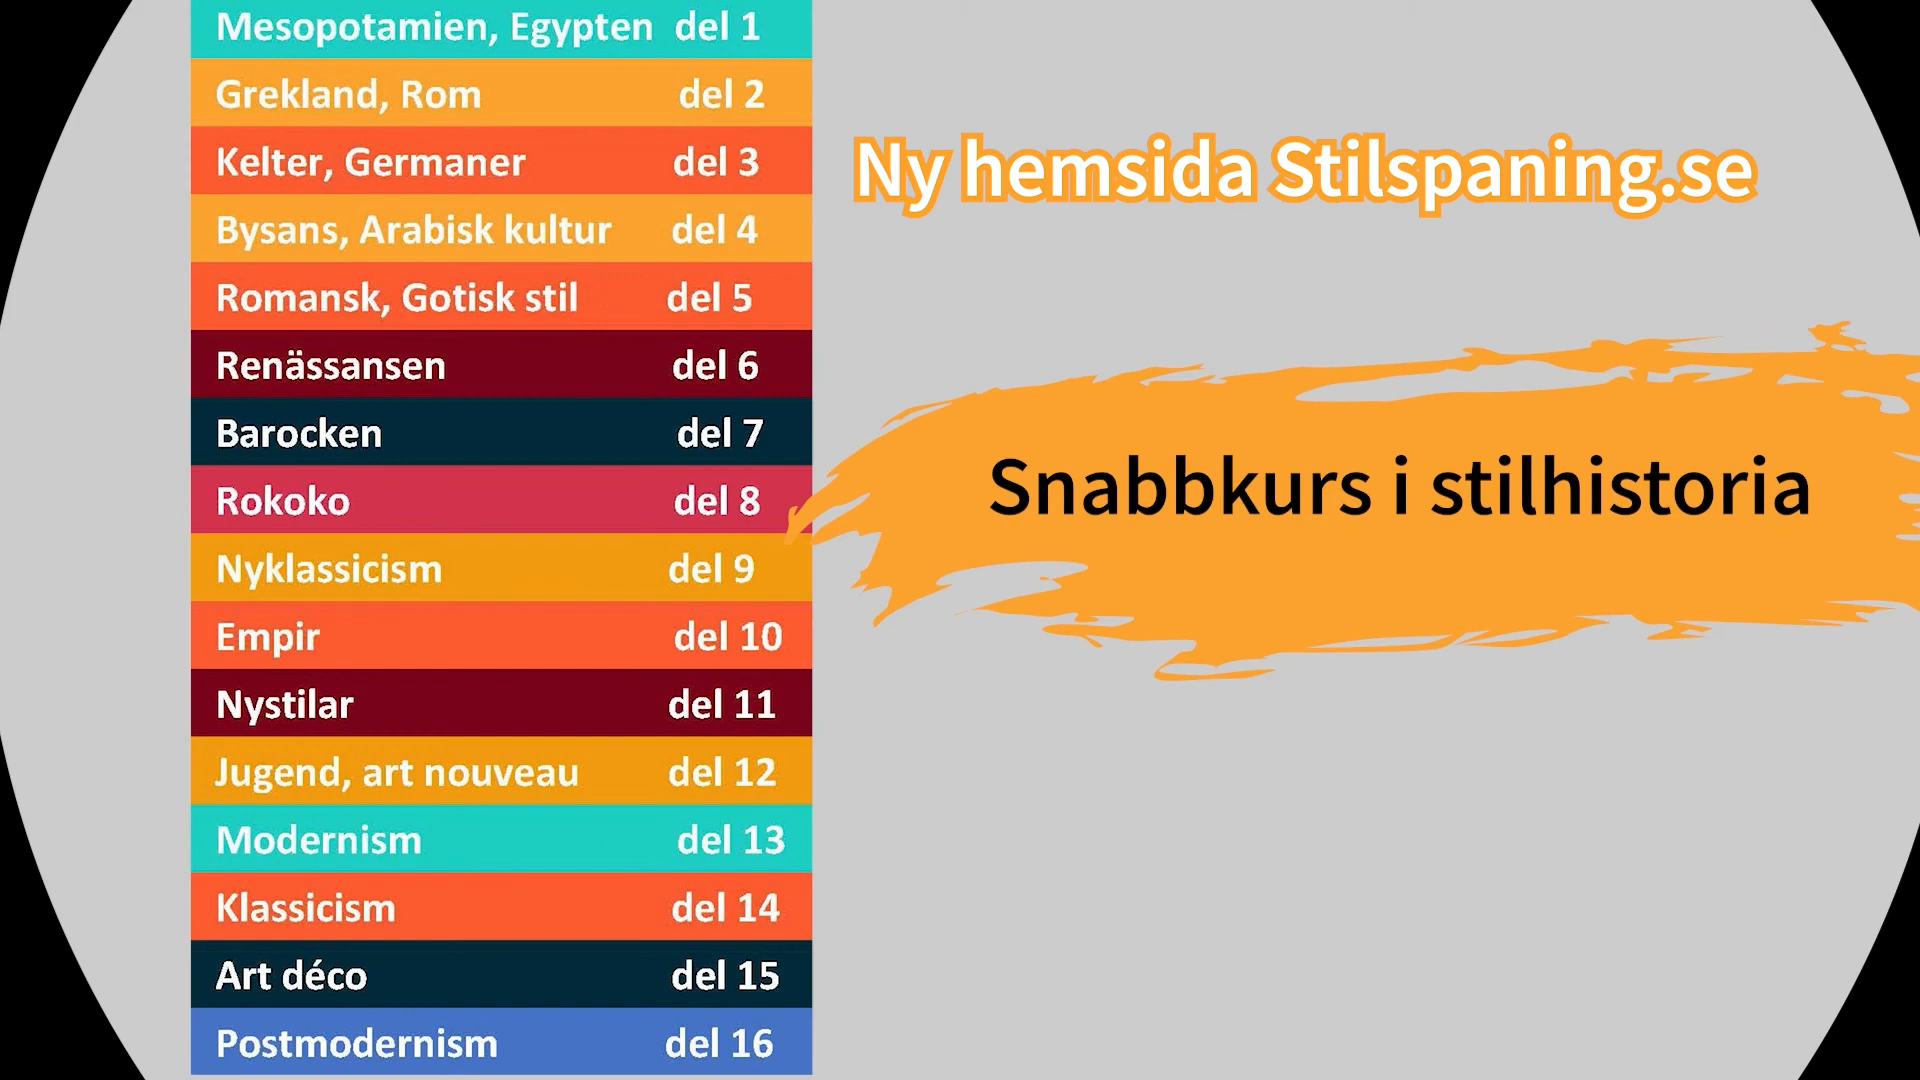 Mesopotamien, Egypten del 1
Grekland, Rom del 2
Kelter, Germaner del 3
Bysans, Arabisk kultur del 4
Romansk, Gotisk stil del 5
Renässansen del 6
Barocken del 7
Rokoko del 8
Nyklassicism del 9
Empir del 10
Nystilar del 11
Jugend, art nouveau del 12
Modernism del 13
Klassicism del 14
Art déco del 15
Postmodernism del 16
Ny hemsida Stilspaning.se
Snabbkurs i stilhistoria